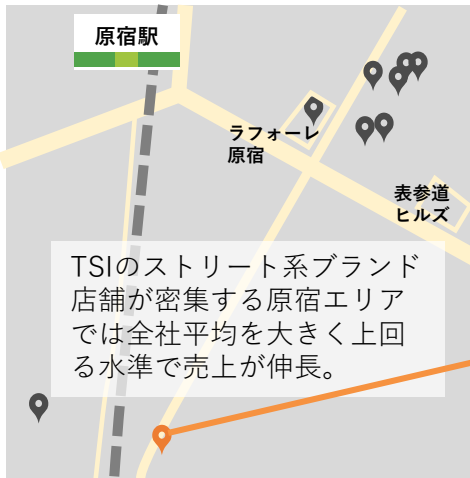 原宿駅
ラフォーレ
原宿
表参道
ヒルズ
TSIのストリート系ブランド
店舗が密集する原宿エリア
では全社平均を大きく上回
る水準で売上が伸長。